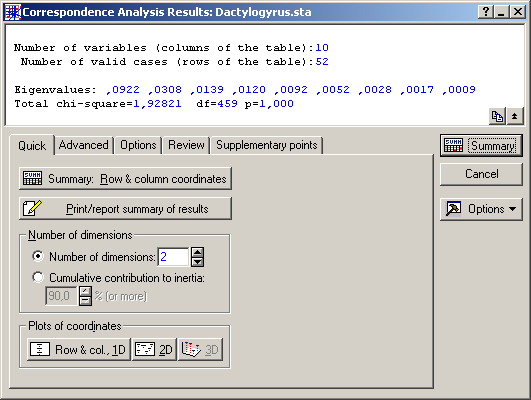 Correspondence Analysis Results: Dactylogyrus.sta
Number of variables (columns of the table):10
Number of valid cases (rows of the table):52
Eigenvalues: ,0922 ,0308 ,0139 ,0120 ,0092 ,0052 ,0028 ,0017 ,0009
Total chi-square=1,92821 df=459 p=1,000
Quick Advanced Options Review Supplementary points
Summary
Cancel
Options
Summary: Row & column coordinates
Print/report summary of results
Number of dimensions
Number of dimensions: 2
Cumulative contribution to inertia:
90,0 % (or more)
Plots of coordinates
Row & col., 1D 2D 3D